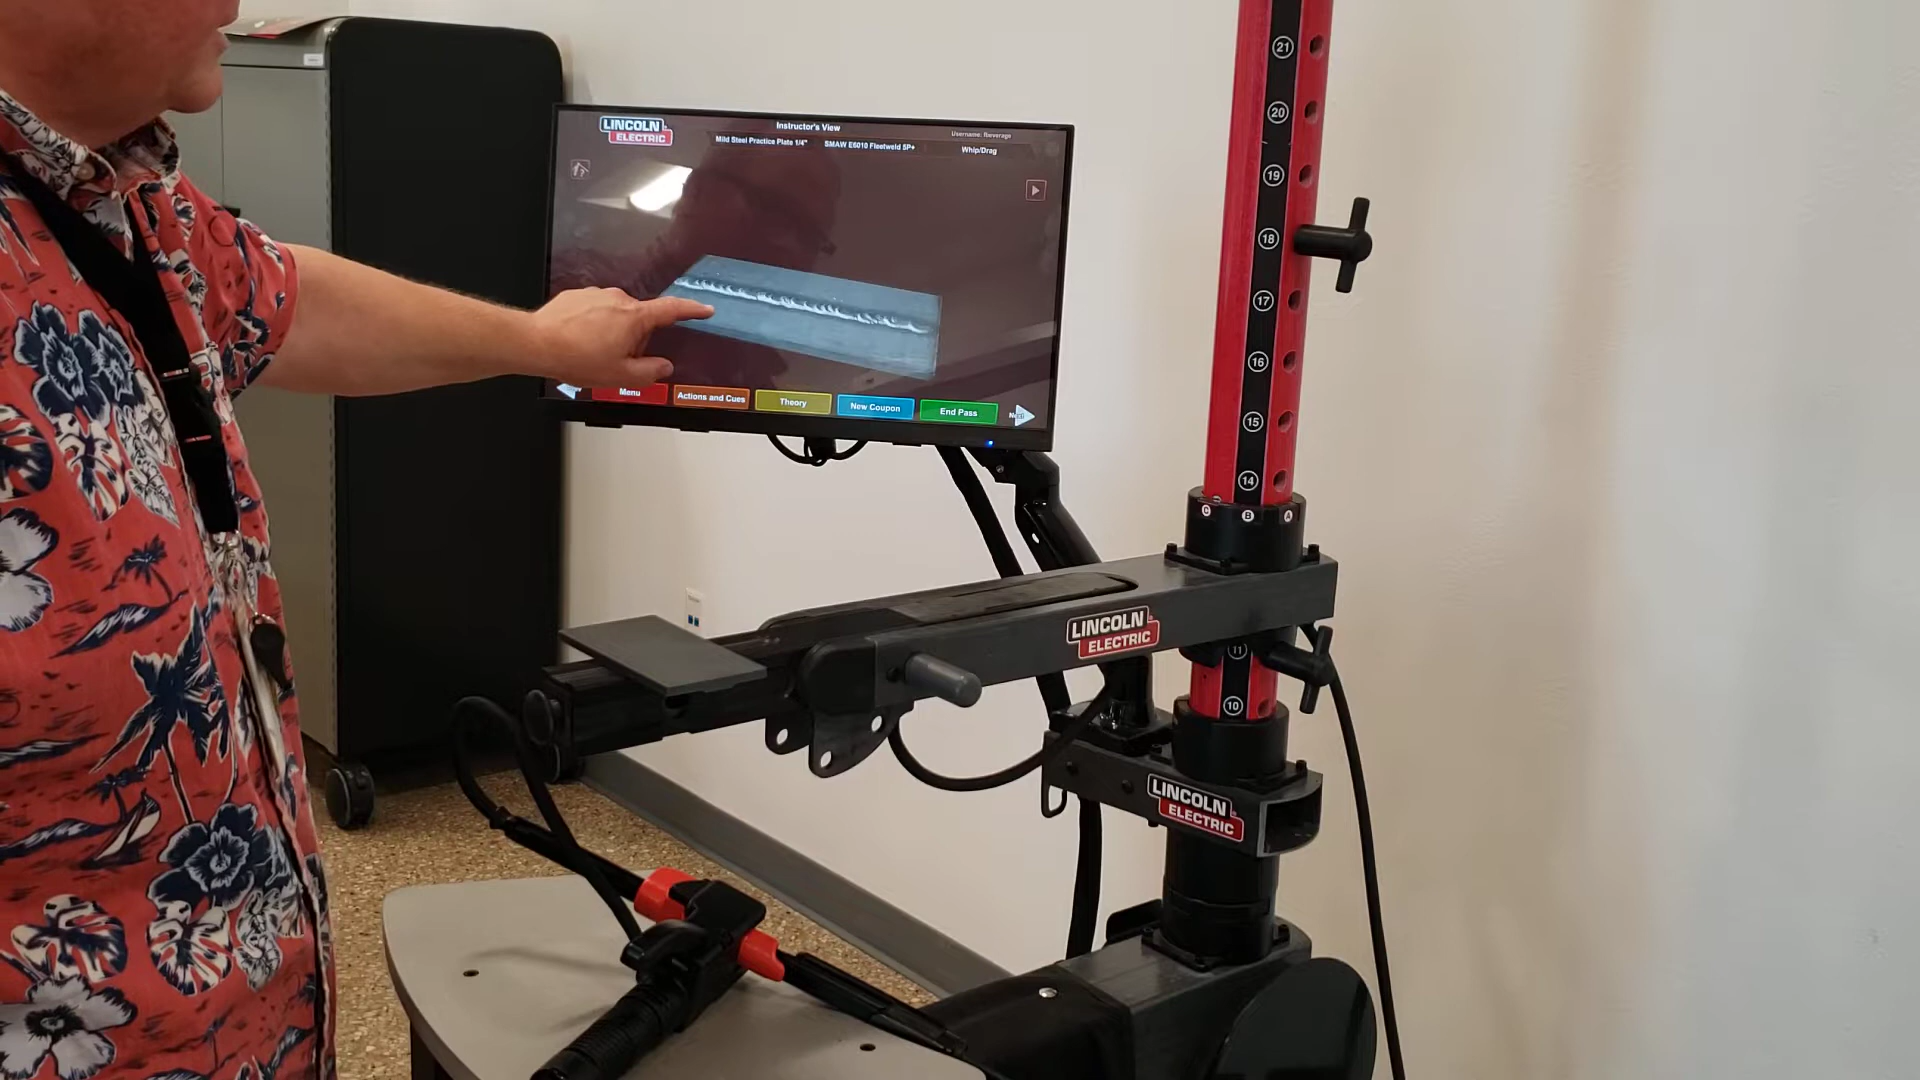 LINCOLN
ELECTRIC
Instructor's View
Username:
Mild Steel Practice Plate 1/4"
SMAW E6010 Fleetweld 5P+
Whip/Drag
Menu
Actions and Cues
Theory
New Coupon
End Pass
Next
21
20
19
18
17
16
15
14
C
B
A
LINCOLN
ELECTRIC
11
10
LINCOLN
ELECTRIC